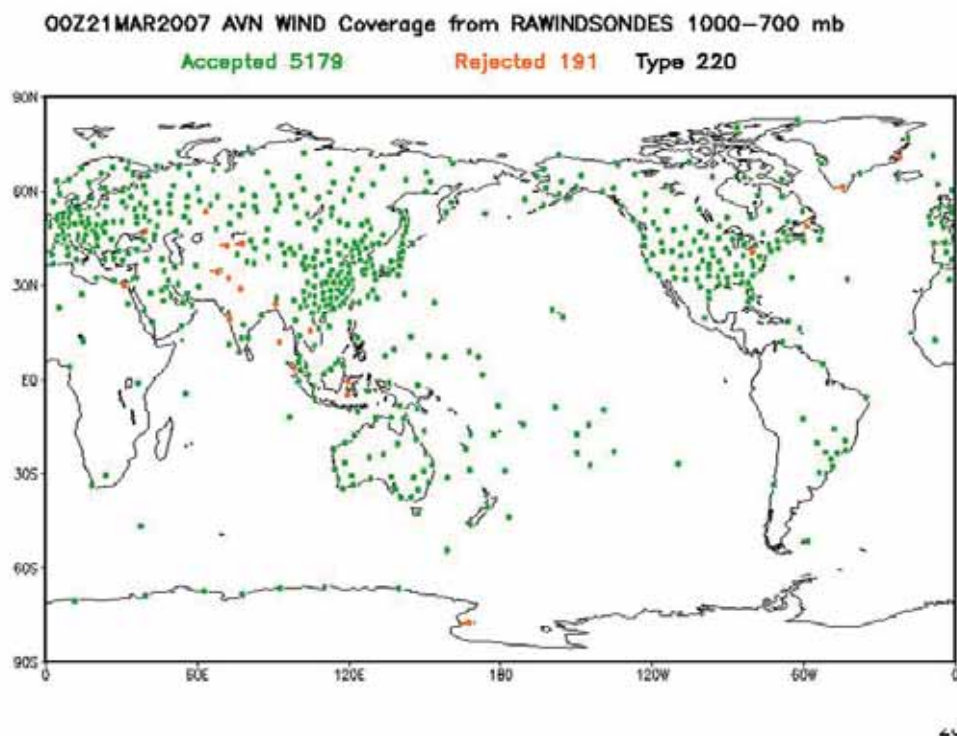 00Z21MAR2007 AVN WIND Coverage from RAWINDSONDES 1000-700 mb
Accepted 5179 Rejected 191 Type 220
90N
60N
30N
EQ
30S
60S
90S
0 60E 120E 180 120W 60W 0